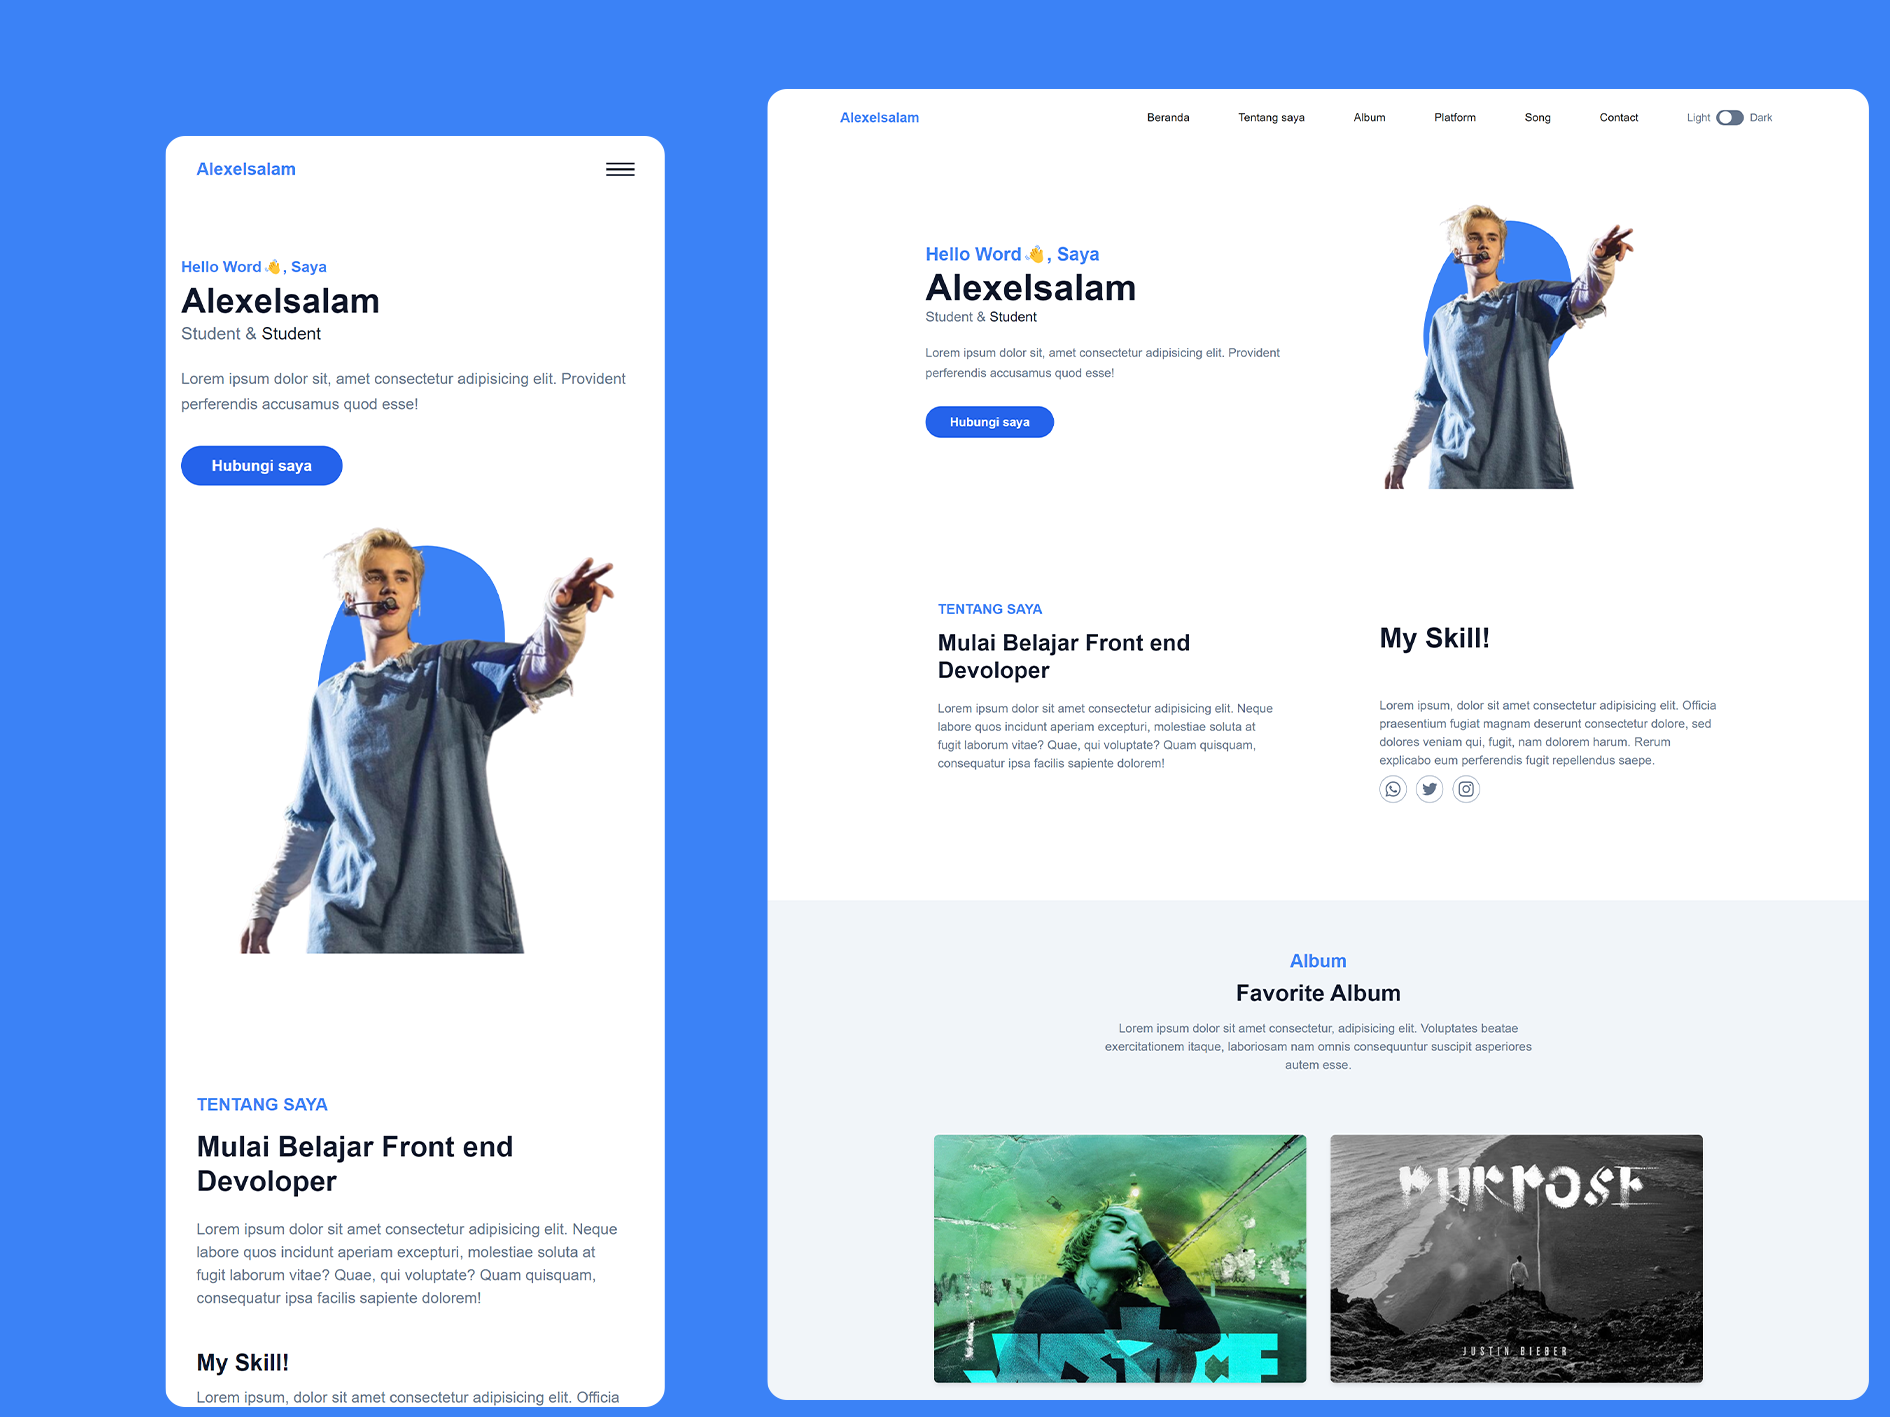 Alexelsalam
Hello Word👋, Saya
Alexelsalam
Student & Student
Lorem ipsum dolor sit, amet consectetur adipisicing elit. Provident
perferendis accusamus quod esse!
Hubungi saya
TENTANG SAYA
Mulai Belajar Front end
Devoloper
Lorem ipsum dolor sit amet consectetur adipisicing elit. Neque
labore quos incidunt aperiam excepturi, molestiae soluta at
fugit laborum vitae? Quae, qui voluptate? Quam quisquam,
consequatur ipsa facilis sapiente dolorem!
My Skill!
Lorem ipsum, dolor sit amet consectetur adipisicing elit. Officia
Alexelsalam
Beranda
Tentang saya
Album
Platform
Song
Contact
Light
Dark
Hello Word👋, Saya
Alexelsalam
Student & Student
Lorem ipsum dolor sit, amet consectetur adipisicing elit. Provident
perferendis accusamus quod esse!
Hubungi saya
TENTANG SAYA
Mulai Belajar Front end
Devoloper
Lorem ipsum dolor sit amet consectetur adipisicing elit. Neque
labore quos incidunt aperiam excepturi, molestiae soluta at
fugit laborum vitae? Quae, qui voluptate? Quam quisquam,
consequatur ipsa facilis sapiente dolorem!
My Skill!
Lorem ipsum, dolor sit amet consectetur adipisicing elit. Officia
praesentium fugiat magnam deserunt consectetur dolore, sed
dolores veniam qui, fugit, nam dolorem harum. Rerum
explicabo eum perferendis fugit repellendus saepe.
Album
Favorite Album
Lorem ipsum dolor sit amet consectetur, adipisicing elit. Voluptates beatae
exercitationem itaque, laboriosam nam omnis consequuntur suscipit asperiores
autem esse.
PURPOSE
JUSTIN BIEBER